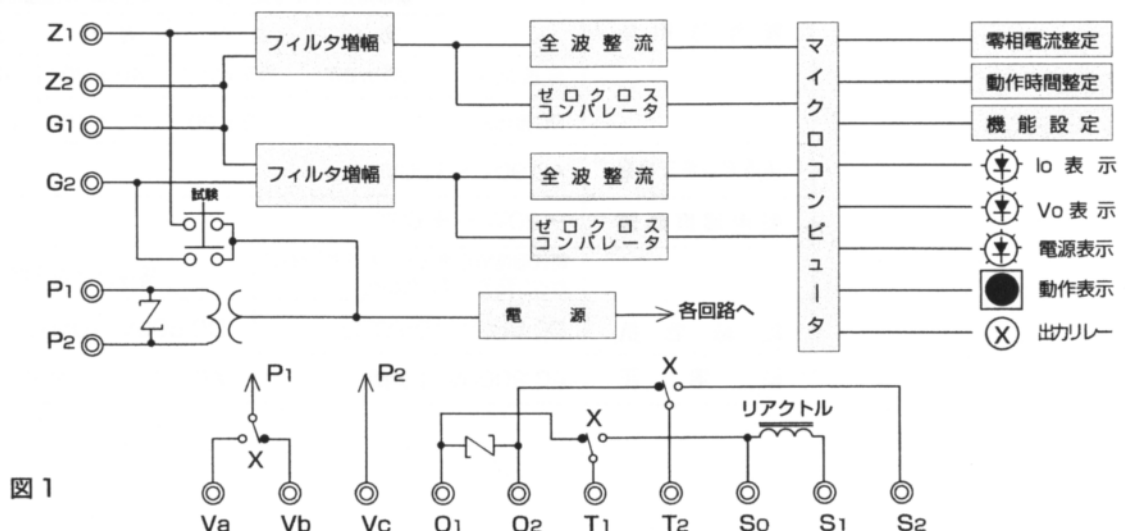 Z1
Z2
G1
G2
P1
P2
フィルタ増幅
フィルタ増幅
試験
全波整流
ゼロクロス
コンパレータ
全波整流
ゼロクロス
コンパレータ
電源
各回路へ
マイクロコンピュータ
零相電流整定
動作時間整定
機能設定
Io 表示
Vo 表示
電源表示
動作表示
X 出力リレー
P1
P2
X
X
X
リアクトル
図1
Va Vb Vc O1 O2 T1 T2 S0 S1 S2